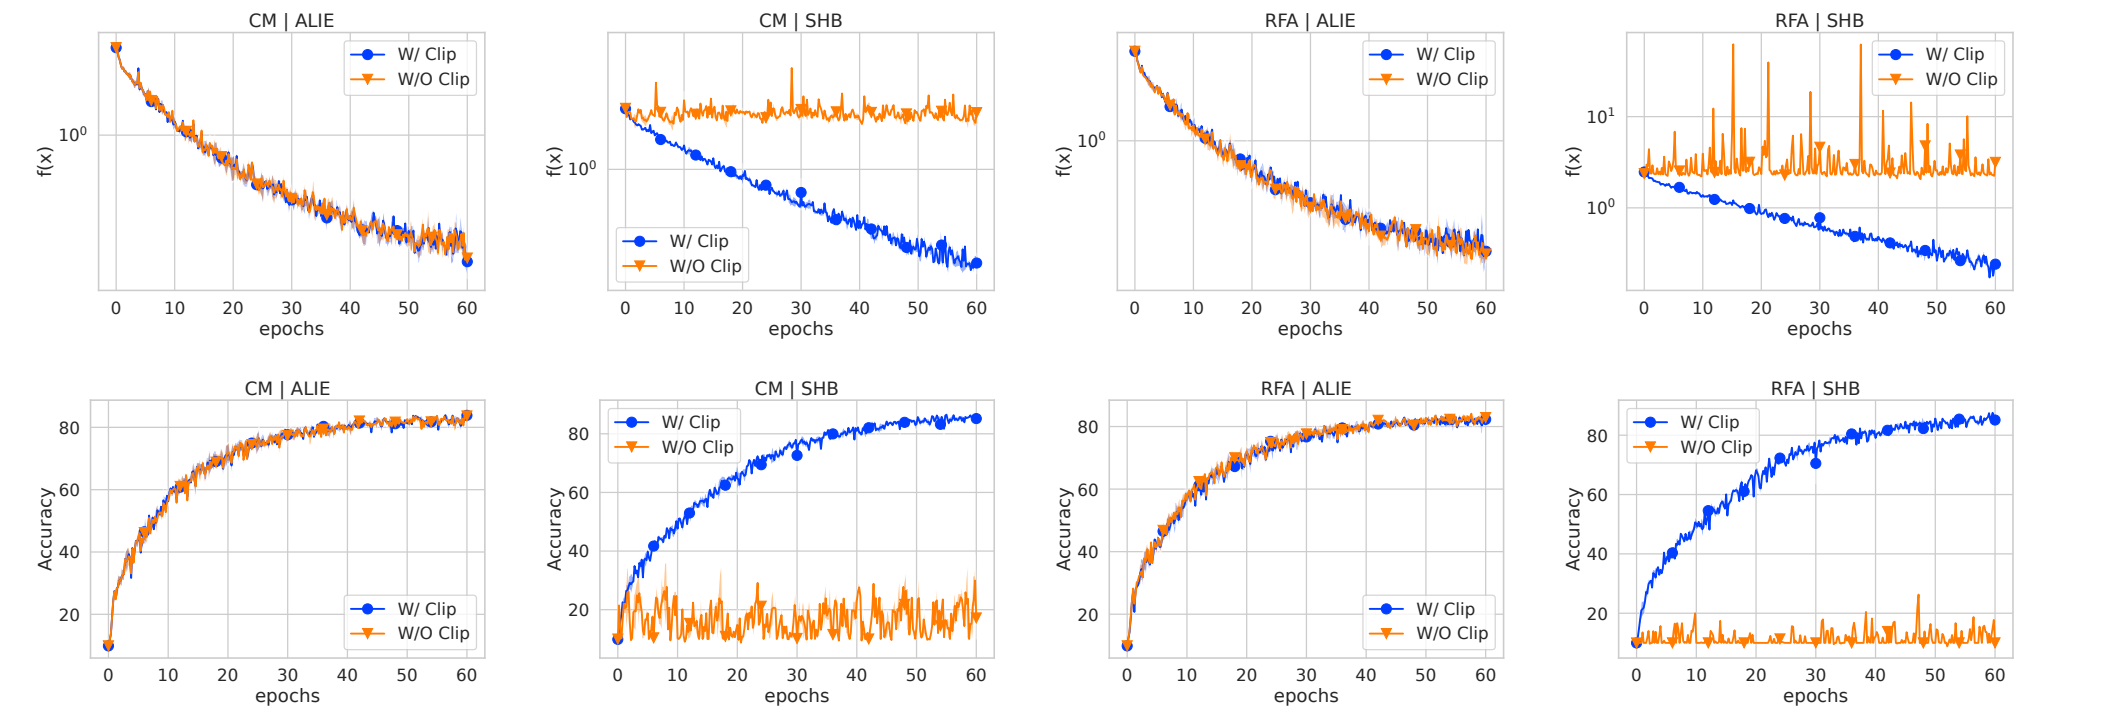 CM | ALIE
f(x)
10⁰
W/ Clip
W/O Clip
0 10 20 30 40 50 60
epochs
CM | SHB
f(x)
10⁰
W/ Clip
W/O Clip
0 10 20 30 40 50 60
epochs
RFA | ALIE
f(x)
10⁰
W/ Clip
W/O Clip
0 10 20 30 40 50 60
epochs
RFA | SHB
f(x)
10¹
10⁰
W/ Clip
W/O Clip
0 10 20 30 40 50 60
epochs
CM | ALIE
Accuracy
80
60
40
20
W/ Clip
W/O Clip
0 10 20 30 40 50 60
epochs
CM | SHB
Accuracy
80
60
40
20
W/ Clip
W/O Clip
0 10 20 30 40 50 60
epochs
RFA | ALIE
Accuracy
80
60
40
20
W/ Clip
W/O Clip
0 10 20 30 40 50 60
epochs
RFA | SHB
Accuracy
80
60
40
20
W/ Clip
W/O Clip
0 10 20 30 40 50 60
epochs